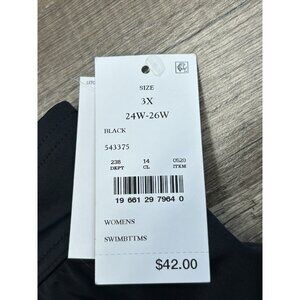 SIZE
3X
24W-26W
BLACK
543375
238 14 0520
DEPT CL ITEM
19 661 29 7964 0
WOMENS
SWIMBTTMS
$42.00